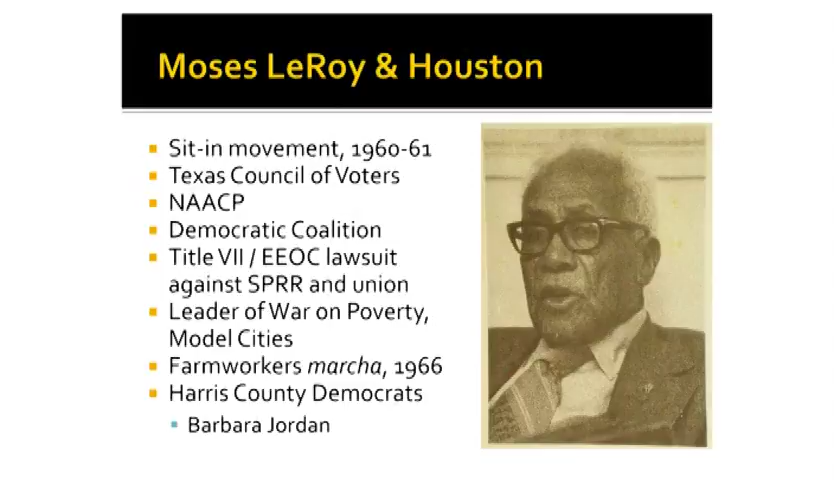 Moses LeRoy & Houston
Sit-in movement, 1960-61
Texas Council of Voters
NAACP
Democratic Coalition
Title VII / EEOC lawsuit
against SPRR and union
Leader of War on Poverty,
Model Cities
Farmworkers marcha, 1966
Harris County Democrats
Barbara Jordan